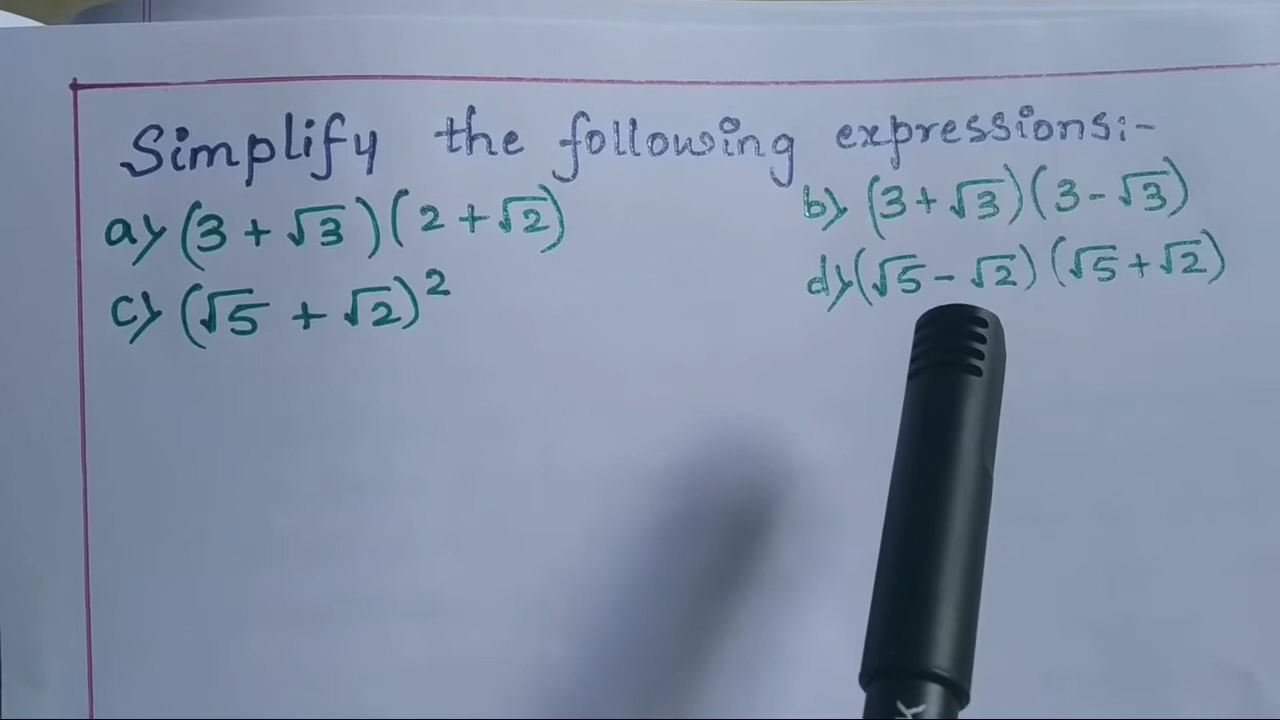 Simplify the following expressions:-
a) (3 + √3)(2 + √2) b) (3 + √3)(3 - √3)
c) (√5 + √2)² d) (√5 - √2)(√5 + √2)